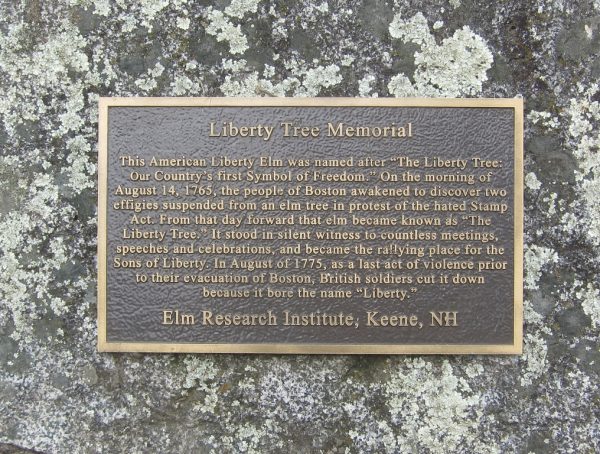 Liberty Tree Memorial
This American Liberty Elm was named after “The Liberty Tree:
Our Country’s first Symbol of Freedom.” On the morning of
August 14, 1765, the people of Boston awakened to discover two
effigies suspended from an elm tree in protest of the hated Stamp
Act. From that day forward that elm became known as “The
Liberty Tree.” It stood in silent witness to countless meetings,
speeches and celebrations, and became the rallying place for the
Sons of Liberty. In August of 1775, as a last act of violence prior
to their evacuation of Boston, British soldiers cut it down
because it bore the name “Liberty.”
Elm Research Institute, Keene, NH